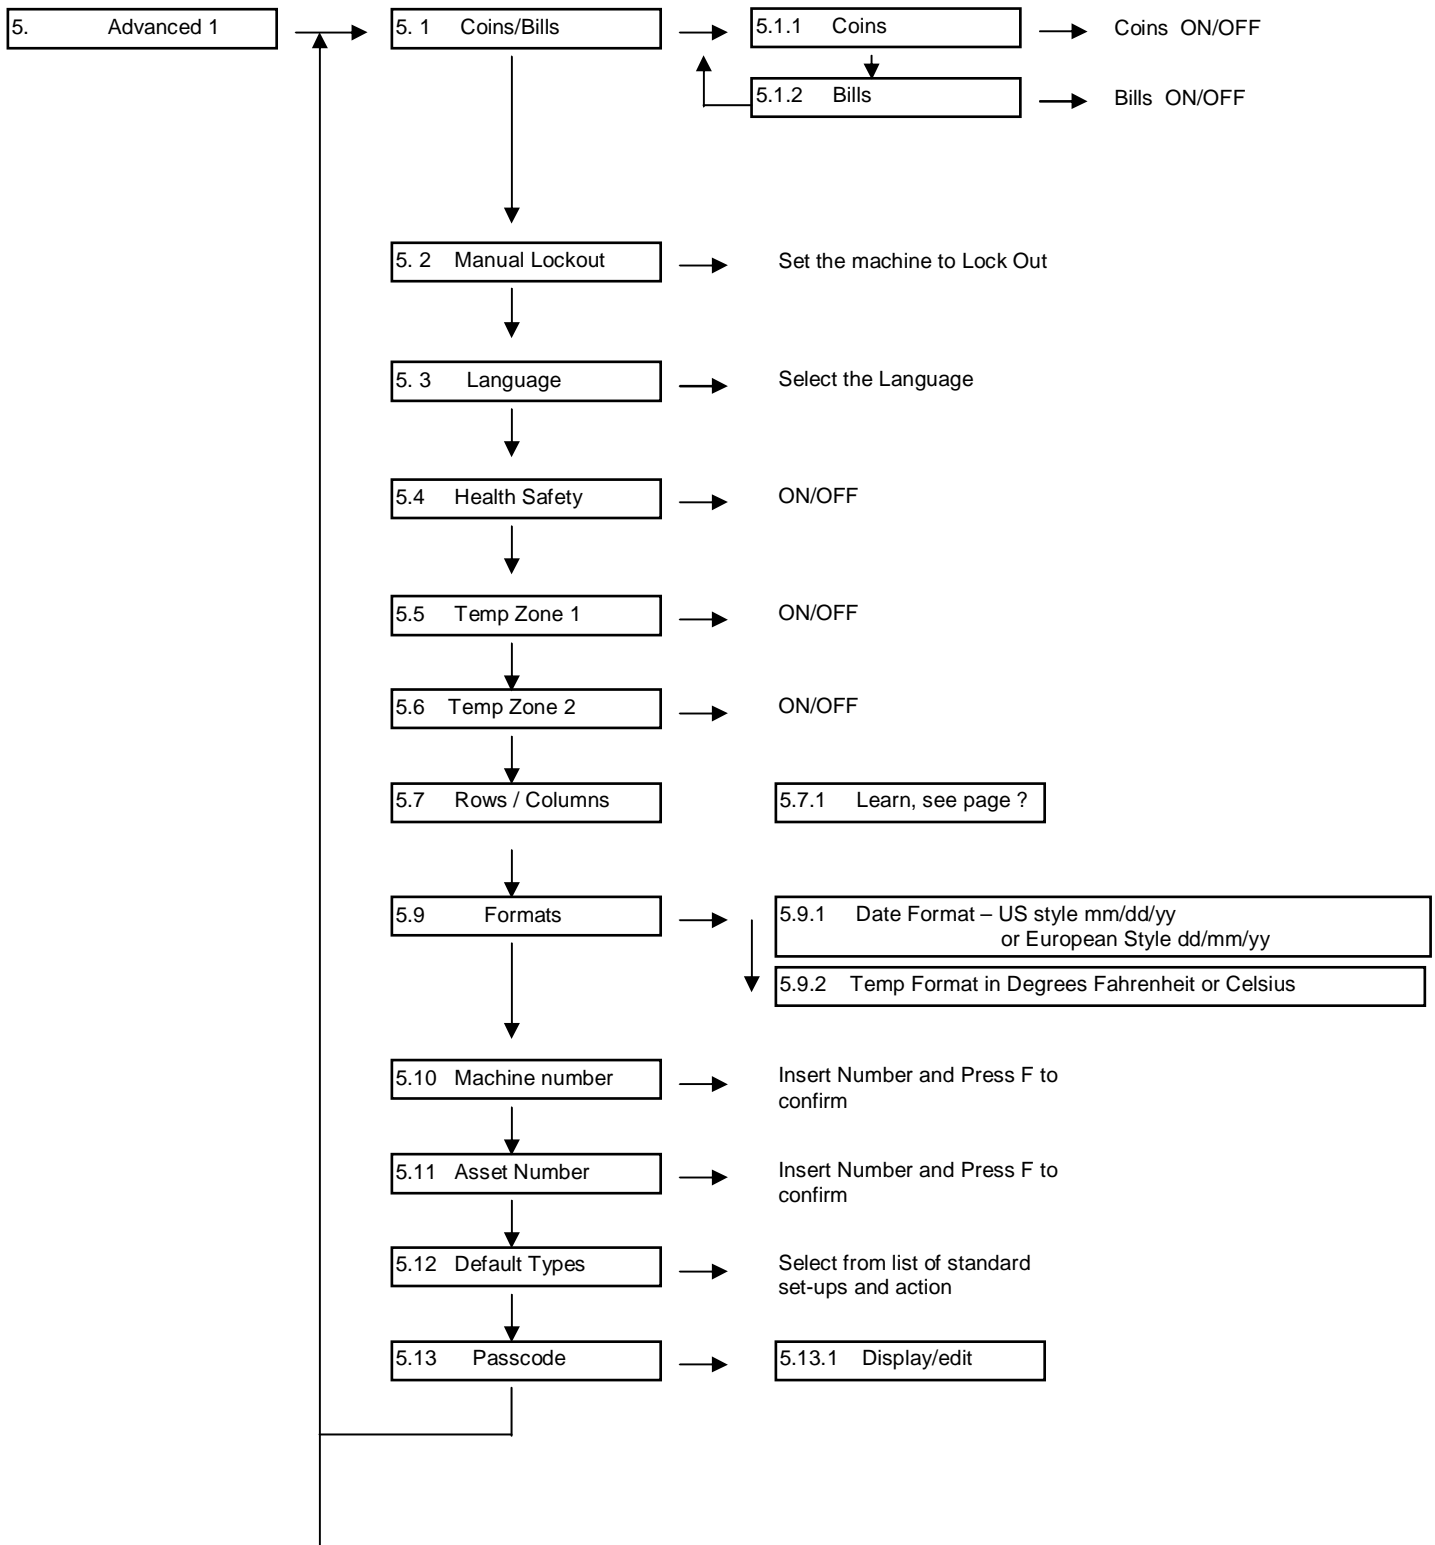 5. Advanced 1
5. 1 Coins/Bills
5.1.1 Coins
Coins ON/OFF
5.1.2 Bills
Bills ON/OFF
5. 2 Manual Lockout
Set the machine to Lock Out
5. 3 Language
Select the Language
5.4 Health Safety
ON/OFF
5.5 Temp Zone 1
ON/OFF
5.6 Temp Zone 2
ON/OFF
5.7 Rows / Columns
5.7.1 Learn, see page ?
5.9 Formats
5.9.1 Date Format – US style mm/dd/yy
or European Style dd/mm/yy
5.9.2 Temp Format in Degrees Fahrenheit or Celsius
5.10 Machine number
Insert Number and Press F to
confirm
5.11 Asset Number
Insert Number and Press F to
confirm
5.12 Default Types
Select from list of standard
set-ups and action
5.13 Passcode
5.13.1 Display/edit